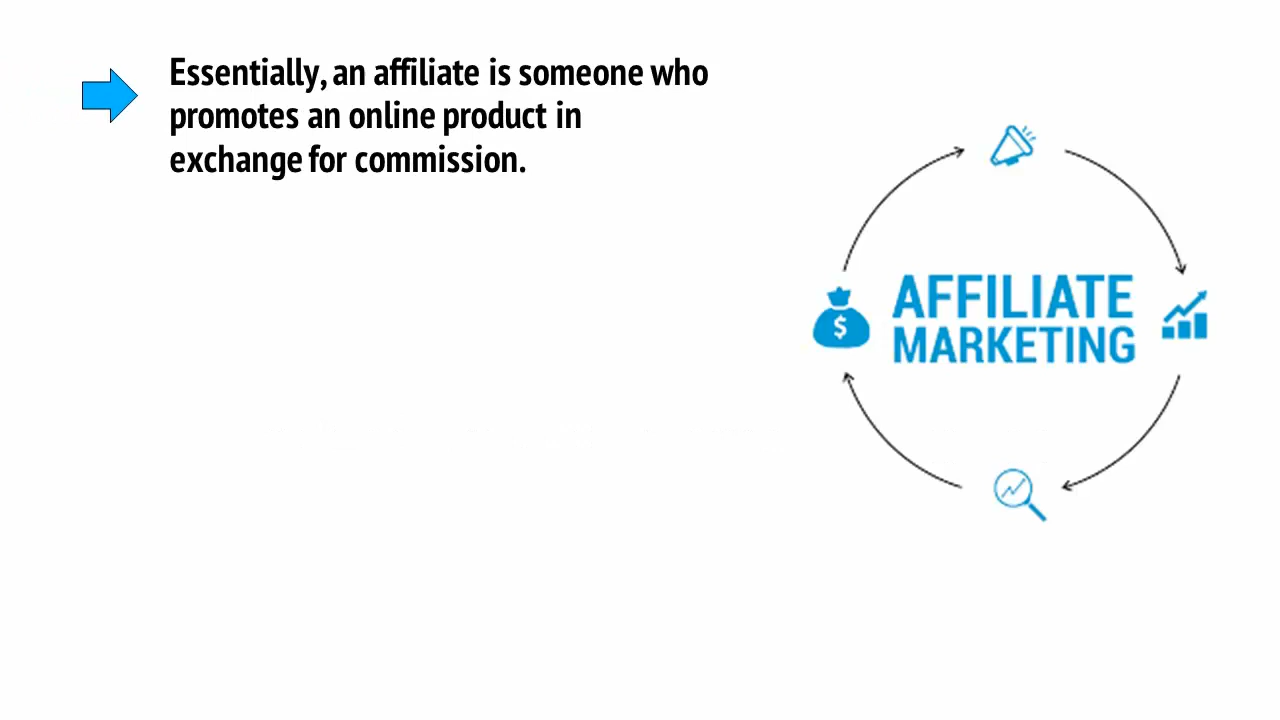 Essentially, an affiliate is someone who
promotes an online product in
exchange for commission.
AFFILIATE
MARKETING
$